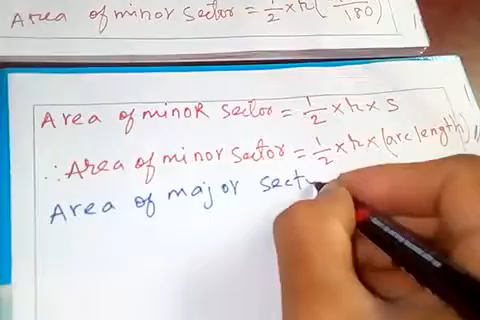 Area of minor sector = 1/2 × r ( /180)
Area of minor sector = 1/2 × r × S
∴ Area of minor sector = 1/2 × r × (arc length)
Area of major sect